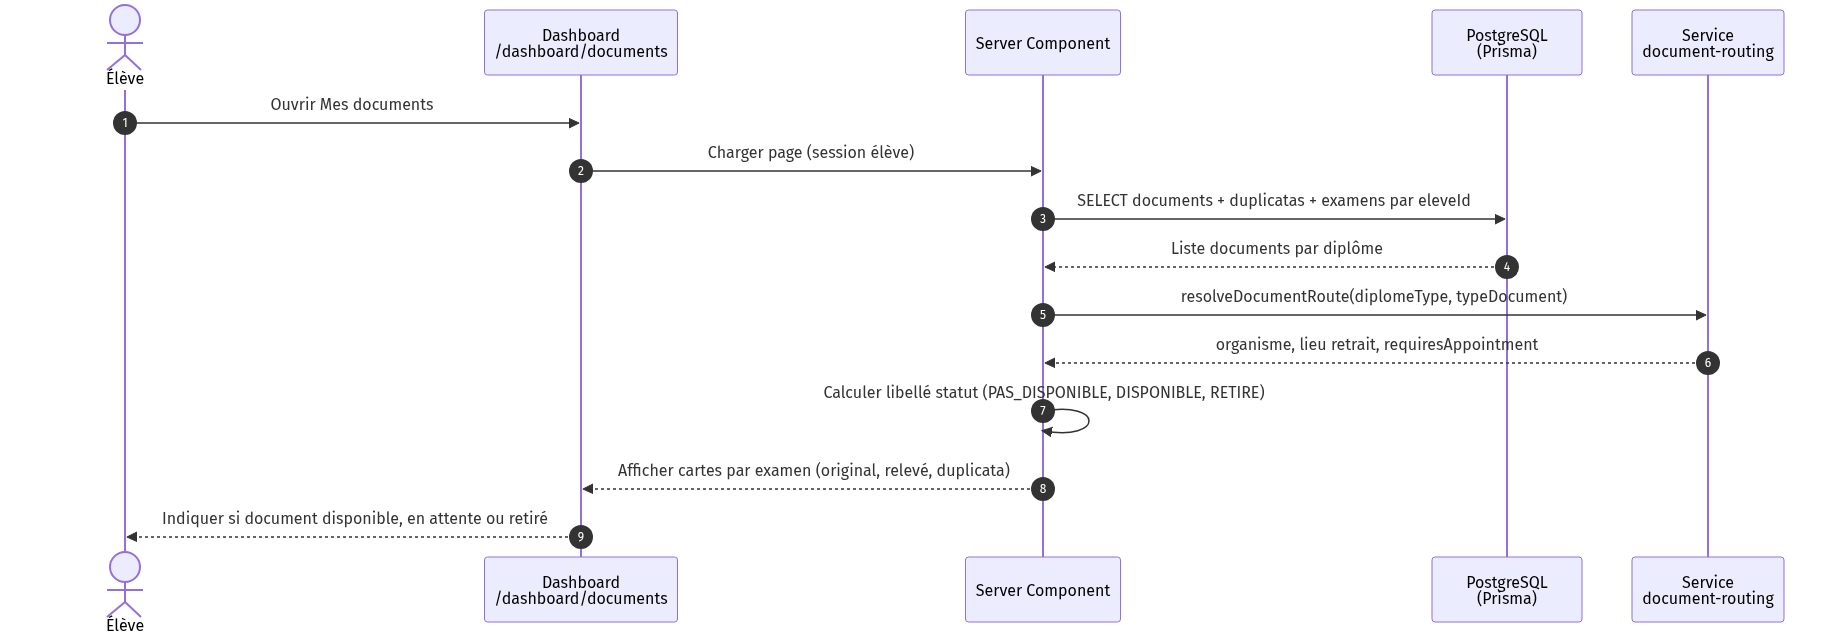 Élève
Dashboard
/dashboard/documents
Server Component
PostgreSQL
(Prisma)
Service
document-routing
Ouvrir Mes documents
1
Charger page (session élève)
2
SELECT documents + duplicatas + examens par eleveId
3
Liste documents par diplôme
4
resolveDocumentRoute(diplomeType, typeDocument)
5
organisme, lieu retrait, requiresAppointment
6
Calculer libellé statut (PAS_DISPONIBLE, DISPONIBLE, RETIRE)
7
Afficher cartes par examen (original, relevé, duplicata)
8
Indiquer si document disponible, en attente ou retiré
9
Élève
Dashboard
/dashboard/documents
Server Component
PostgreSQL
(Prisma)
Service
document-routing